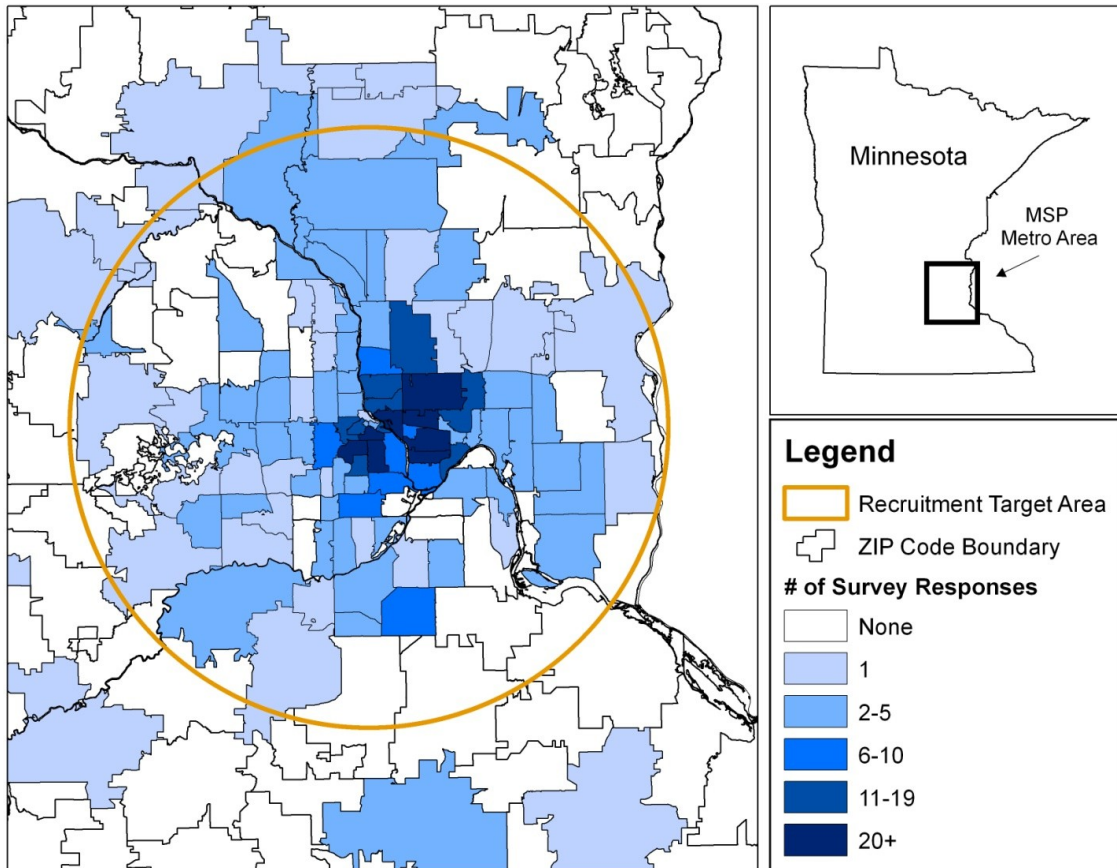 Minnesota
MSP
Metro Area
Legend
Recruitment Target Area
ZIP Code Boundary
# of Survey Responses
None
1
2-5
6-10
11-19
20+